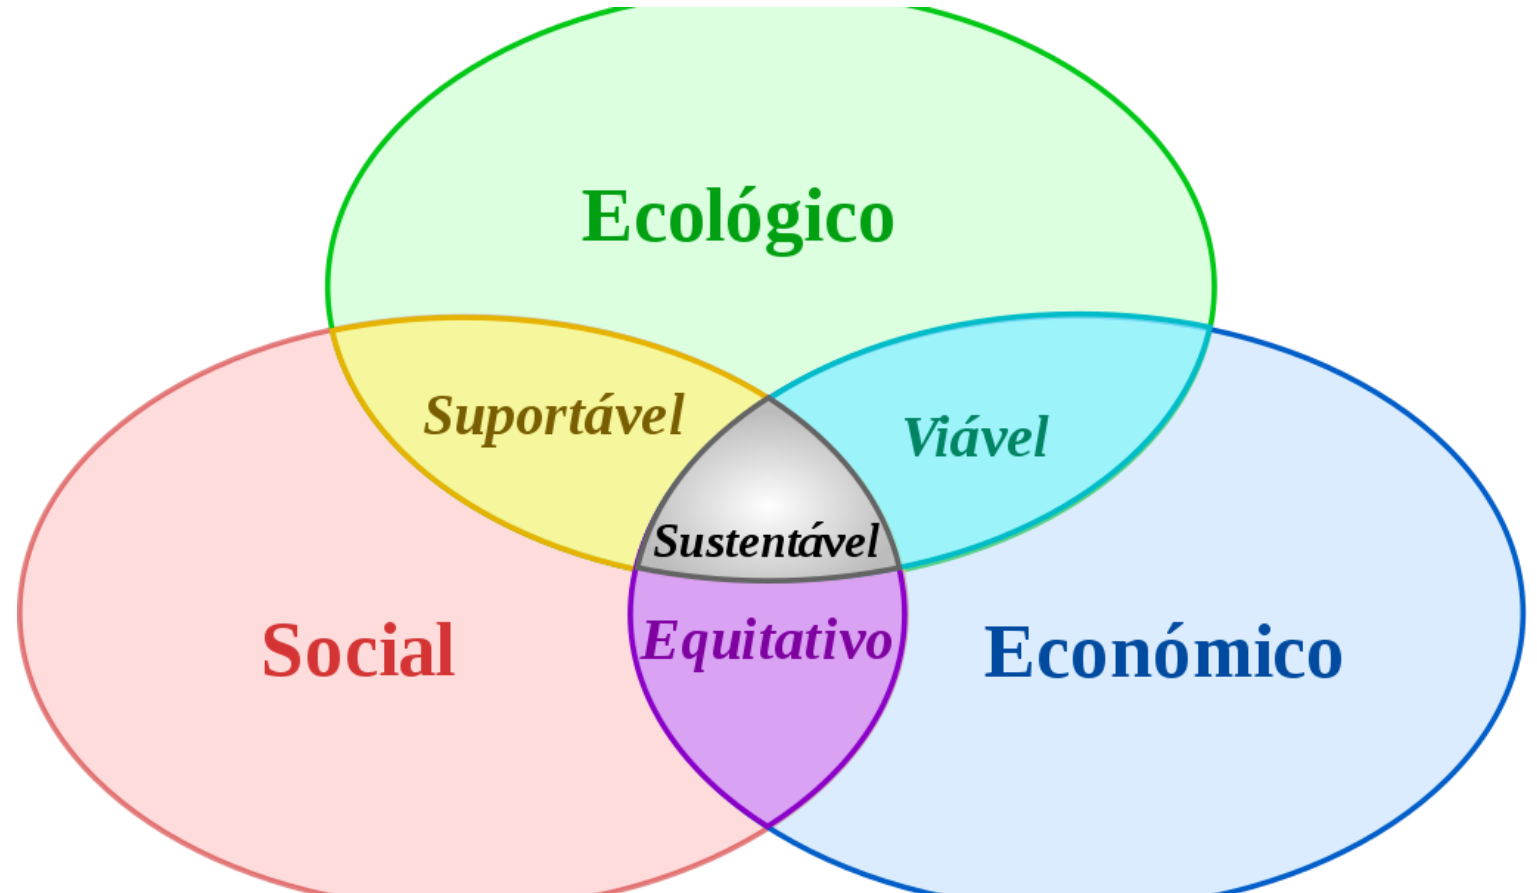 Ecológico
Suportável
Viável
Sustentável
Equitativo
Social
Económico